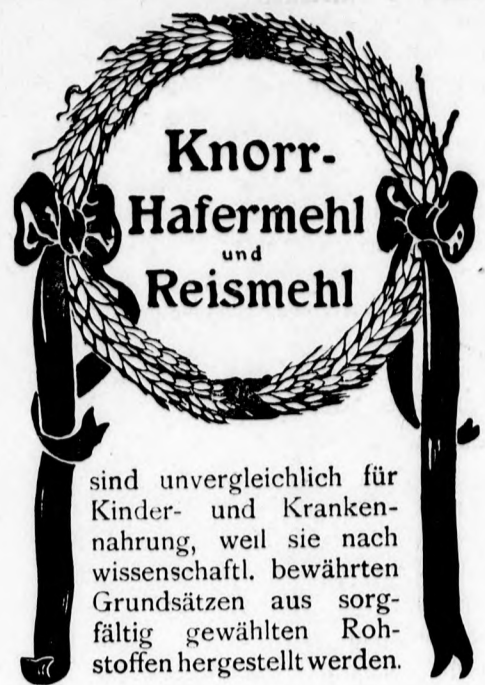 Knorr-
Hafermehl
und
Reismehl
sind unvergleichlich für
Kinder- und Kranken-
nahrung, weil sie nach
wissenschaftl. bewährten
Grundsätzen aus sorg-
fältig gewählten Roh-
stoffen hergestellt werden.